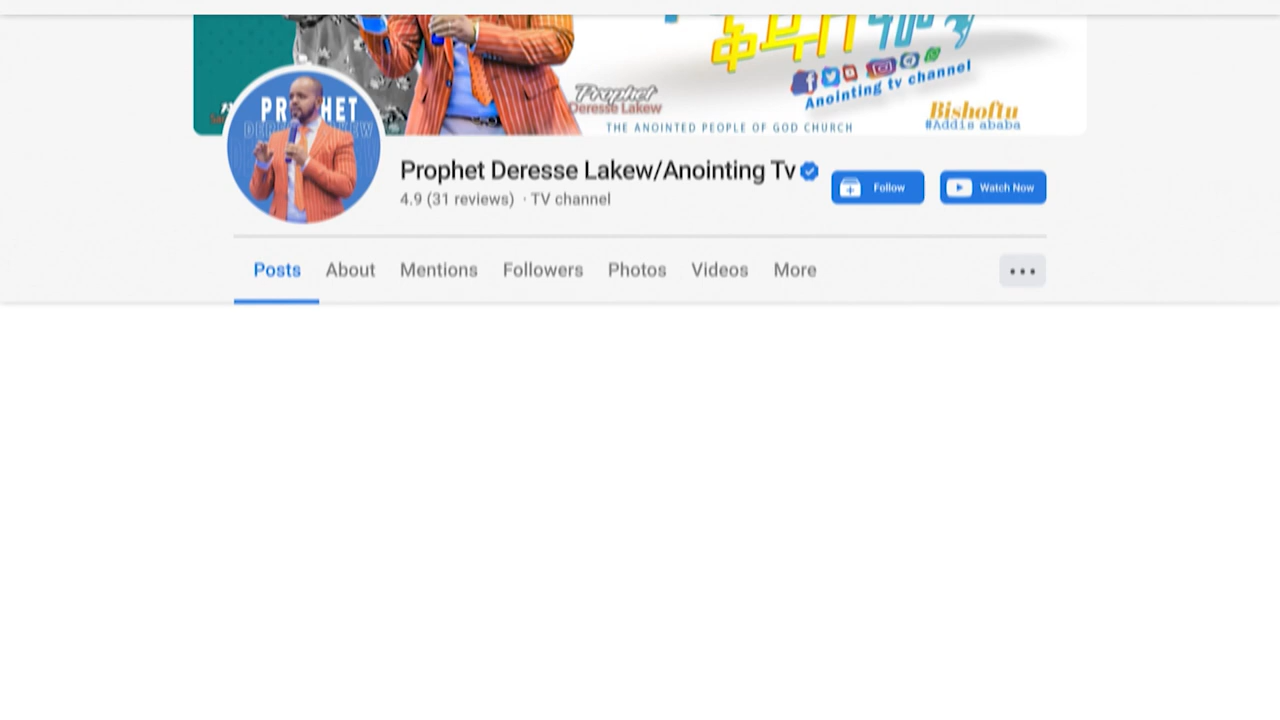 Anointing tv channel
Prophet
Deresse Lakew
Bishoftu
#Addis ababa
THE ANOINTED PEOPLE OF GOD CHURCH
Prophet Deresse Lakew/Anointing Tv
4.9 (31 reviews) · TV channel
Follow
Watch Now
Posts About Mentions Followers Photos Videos More